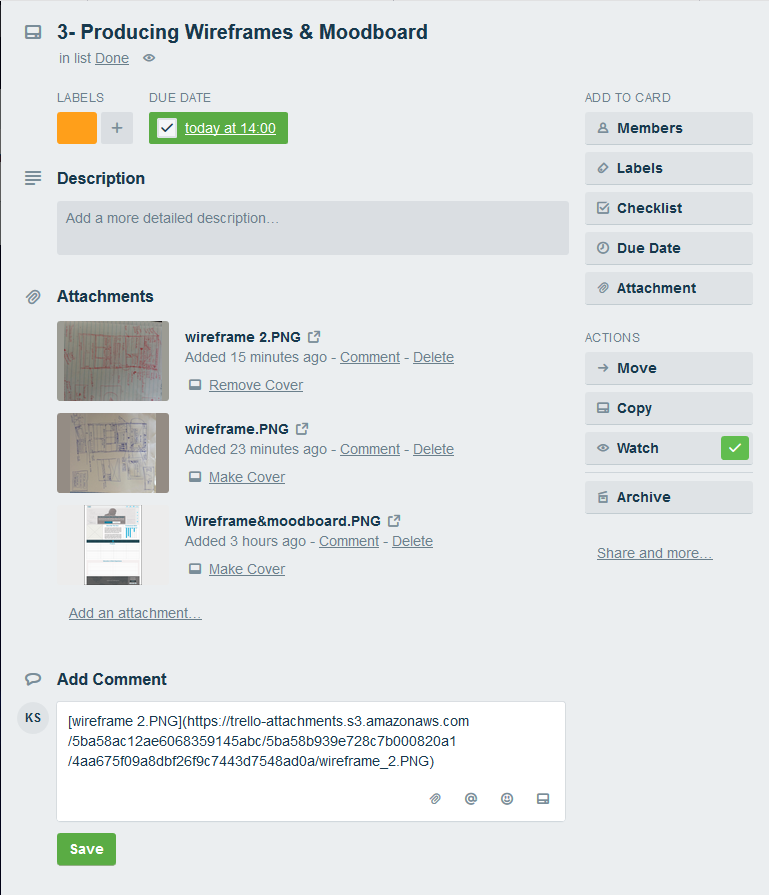 3- Producing Wireframes & Moodboard
in list Done
LABELS
DUE DATE
+
today at 14:00
Description
Add a more detailed description…
Attachments
wireframe 2.PNG
Added 15 minutes ago - Comment - Delete
Remove Cover
wireframe.PNG
Added 23 minutes ago - Comment - Delete
Make Cover
Wireframe&moodboard.PNG
Added 3 hours ago - Comment - Delete
Make Cover
Add an attachment…
Add Comment
KS
[wireframe 2.PNG](https://trello-attachments.s3.amazonaws.com
/5ba58ac12ae6068359145abc/5ba58b939e728c7b000820a1
/4aa675f09a8dbf26f9c7443d7548ad0a/wireframe_2.PNG)
@
Save
ADD TO CARD
Members
Labels
Checklist
Due Date
Attachment
ACTIONS
Move
Copy
Watch
Archive
Share and more…